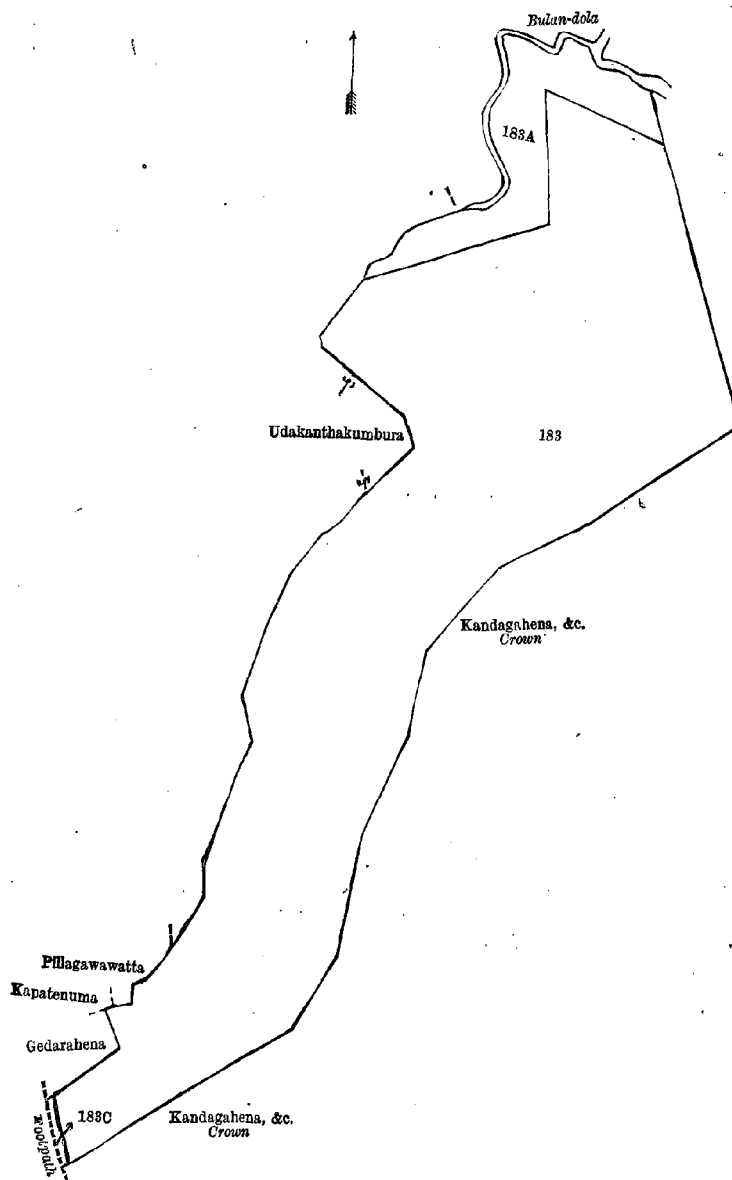 Bulan-dola
183A
Udakanthakumbura
183
Kandagahena, &c.
Crown
Pillagawawatta
Kapatenuma
Gedarahena
183C
Kandagahena, &c.
Crown
Footpath